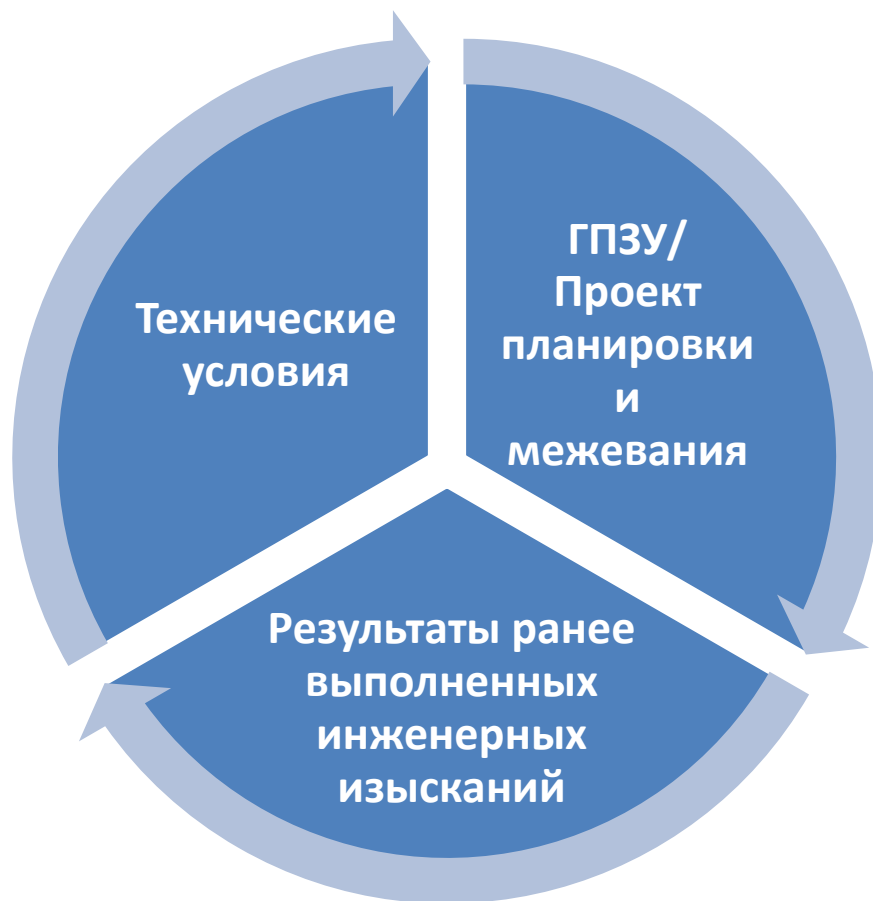 Технические
условия
ГПЗУ/
Проект
планировки
и
межевания
Результаты ранее
выполненных
инженерных
изысканий